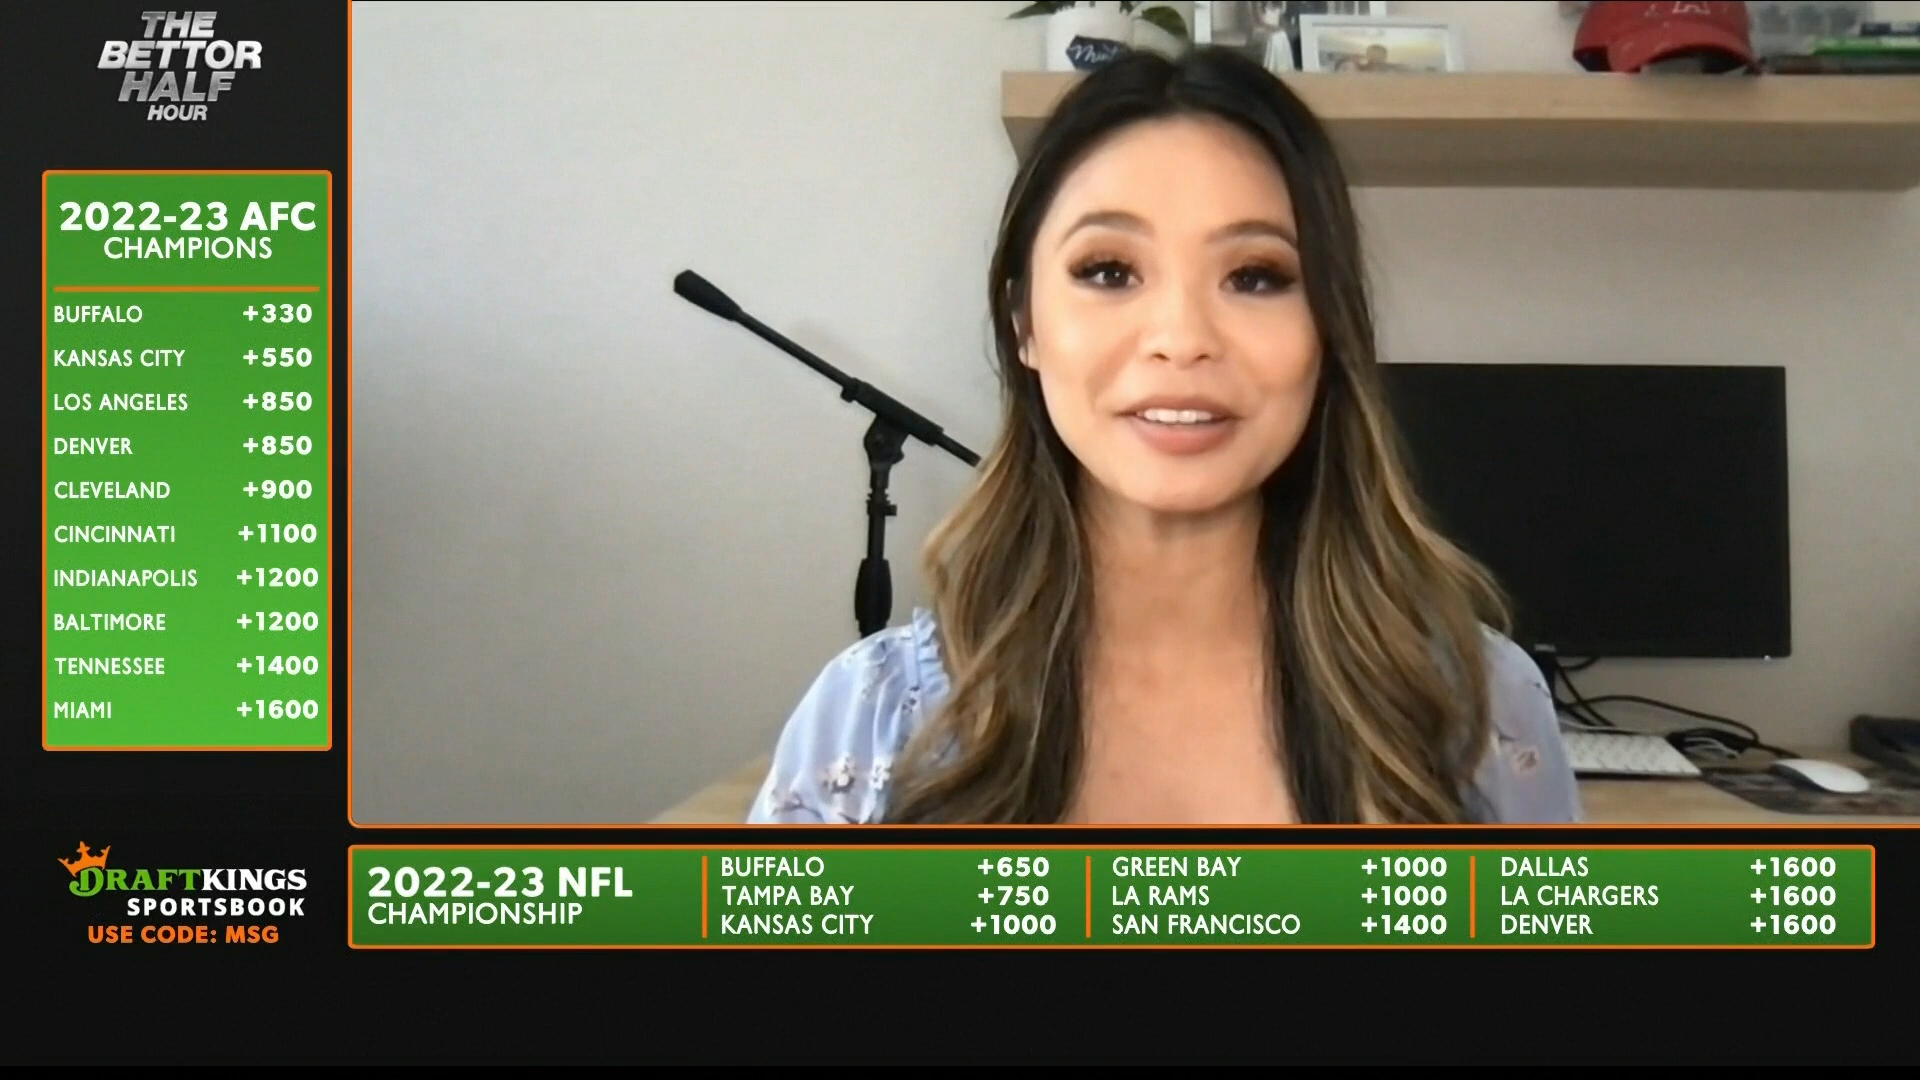 THE
BETTOR
HALF
HOUR
2022-23 AFC
CHAMPIONS
BUFFALO +330
KANSAS CITY +550
LOS ANGELES +850
DENVER +850
CLEVELAND +900
CINCINNATI +1100
INDIANAPOLIS +1200
BALTIMORE +1200
TENNESSEE +1400
MIAMI +1600
DRAFTKINGS
SPORTSBOOK
USE CODE: MSG
2022-23 NFL
CHAMPIONSHIP
BUFFALO +650
TAMPA BAY +750
KANSAS CITY +1000
GREEN BAY +1000
LA RAMS +1000
SAN FRANCISCO +1400
DALLAS +1600
LA CHARGERS +1600
DENVER +1600